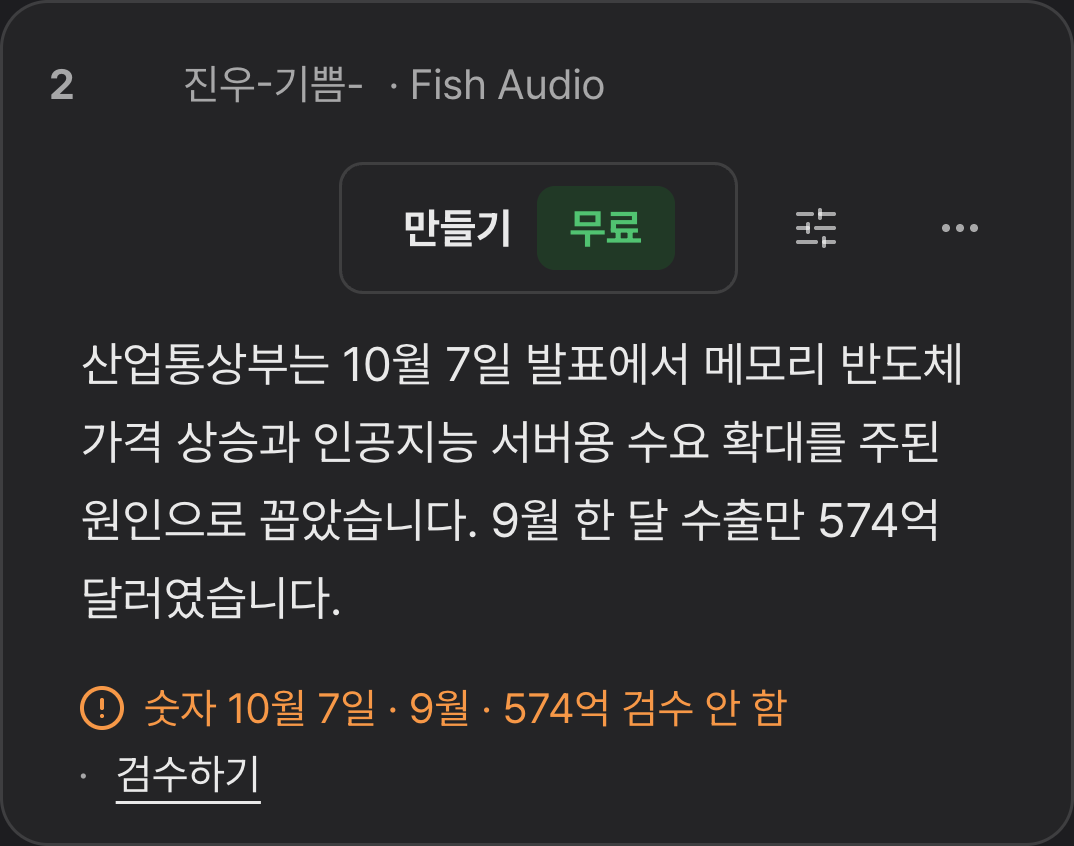 2 진우-기쁨- · Fish Audio
만들기 무료
산업통상부는 10월 7일 발표에서 메모리 반도체
가격 상승과 인공지능 서버용 수요 확대를 주된
원인으로 꼽았습니다. 9월 한 달 수출만 574억
달러였습니다.
숫자 10월 7일 · 9월 · 574억 검수 안 함
· 검수하기